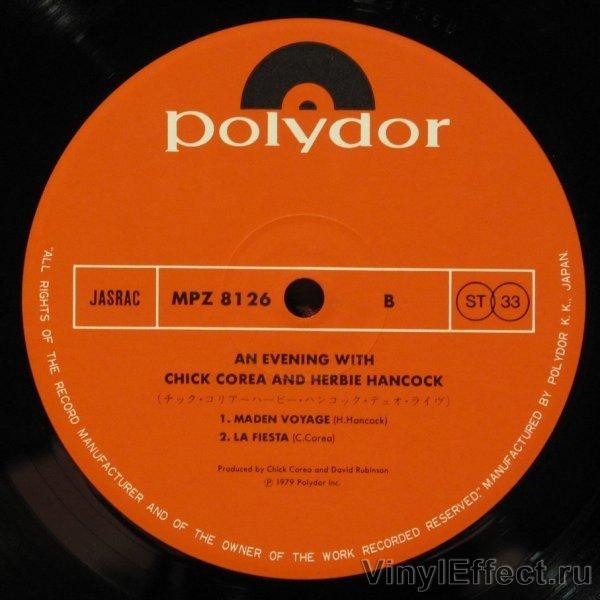 polydor
JASRAC
MPZ 8126
B
ST 33
AN EVENING WITH
CHICK COREA AND HERBIE HANCOCK
(チック・コリアーハービー・ハンコック・デュオ・ライヴ)
1. MADEN VOYAGE (H.Hancock)
2. LA FIESTA (C.Corea)
Produced by Chick Corea and David Rubinson
Ⓟ 1979 Polydor Inc.
"ALL RIGHTS OF THE RECORD MANUFACTURER AND OF THE OWNER OF THE WORK RECORDED RESERVED." MANUFACTURED BY POLYDOR K.K., JAPAN.
VinylEffect.ru